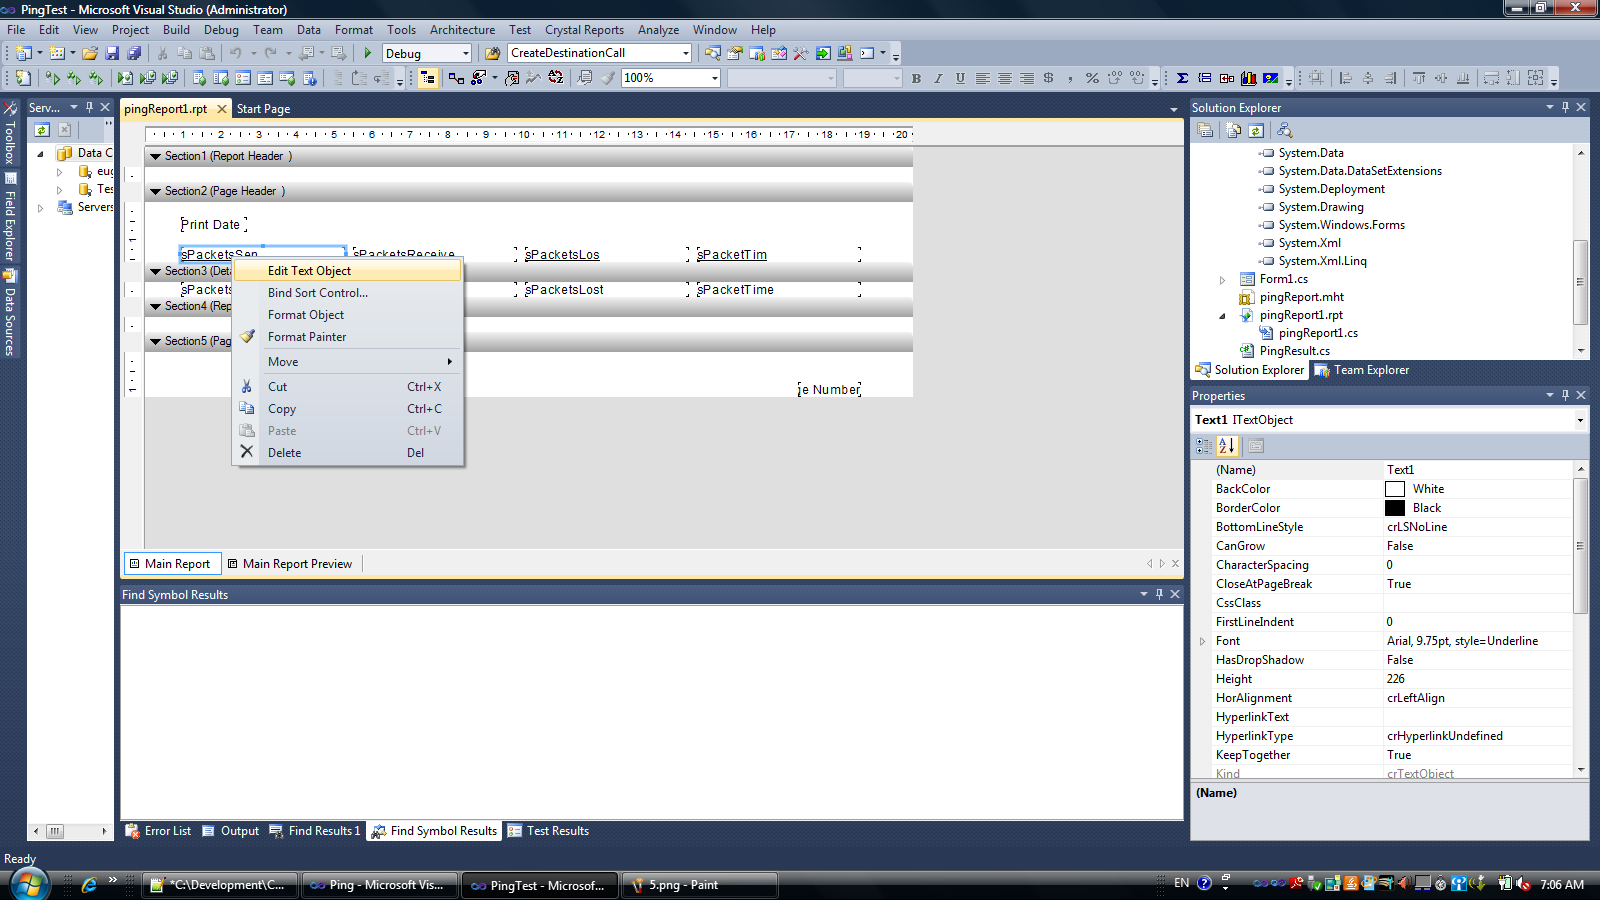 PingTest - Microsoft Visual Studio (Administrator)
File Edit View Project Build Debug Team Data Format Tools Architecture Test Crystal Reports Analyze Window Help
Debug CreateDestinationCall
100%
Serv...
pingReport1.rpt Start Page
Solution Explorer
Toolbox
Field Explorer
Data Sources
Data C
eug
Tes
Servers
1 2 3 4 5 6 7 8 9 10 11 12 13 14 15 16 17 18 19 20
Section1 (Report Header )
Section2 (Page Header )
Print Date
sPacketsSen sPacketsReceive sPacketsLos sPacketTim
Section3 (Deta
sPackets sPacketsLost sPacketTime
Section4 (Rep
Section5 (Pag
e Number
Edit Text Object
Bind Sort Control...
Format Object
Format Painter
Move
Cut Ctrl+X
Copy Ctrl+C
Paste Ctrl+V
Delete Del
Main Report Main Report Preview
System.Data
System.Data.DataSetExtensions
System.Deployment
System.Drawing
System.Windows.Forms
System.Xml
System.Xml.Linq
Form1.cs
pingReport.mht
pingReport1.rpt
pingReport1.cs
PingResult.cs
Solution Explorer Team Explorer
Properties
Text1 ITextObject
(Name) Text1
BackColor White
BorderColor Black
BottomLineStyle crLSNoLine
CanGrow False
CharacterSpacing 0
CloseAtPageBreak True
CssClass
FirstLineIndent 0
Font Arial, 9.75pt, style=Underline
HasDropShadow False
Height 226
HorAlignment crLeftAlign
HyperlinkText
HyperlinkType crHyperlinkUndefined
KeepTogether True
Kind crTextObject
(Name)
Find Symbol Results
Error List Output Find Results 1 Find Symbol Results Test Results
Ready
*C:\Development\C... Ping - Microsoft Vis... PingTest - Microsof... 5.png - Paint
EN 7:06 AM